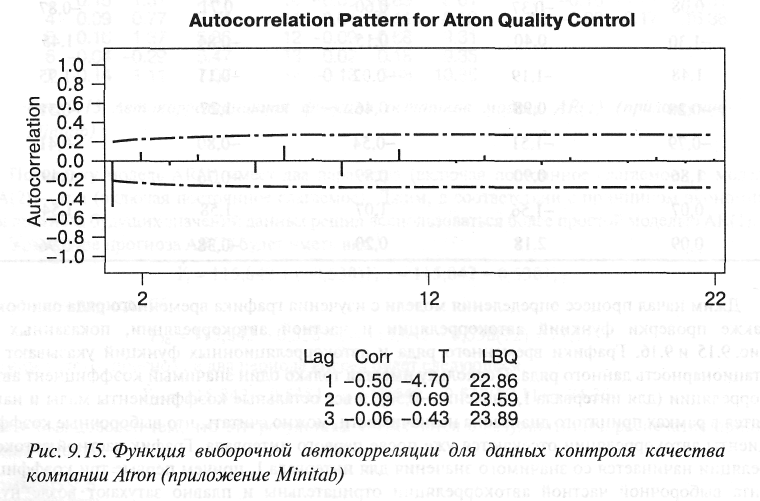 Autocorrelation Pattern for Atron Quality Control
Autocorrelation
1.0
0.8
0.6
0.4
0.2
0.0
−0.2
−0.4
−0.6
−0.8
−1.0
2 12 22
Lag Corr T LBQ
1 −0.50 −4.70 22.86
2 0.09 0.69 23.59
3 −0.06 −0.43 23.89
Рис. 9.15. Функция выборочной автокорреляции для данных контроля качества
компании Atron (приложение Minitab)